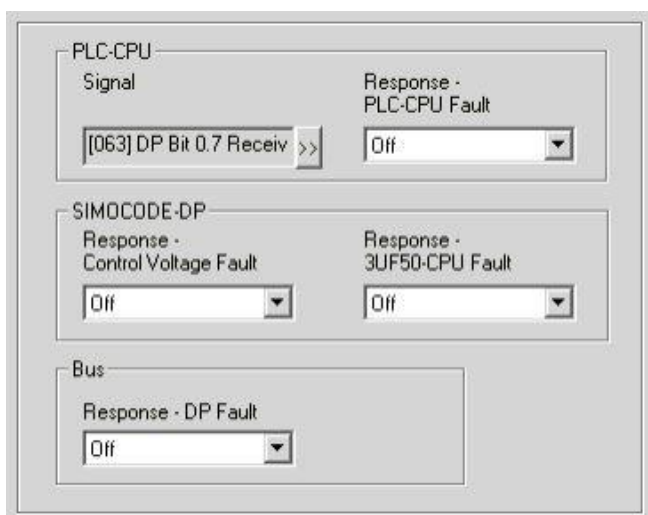 PLC-CPU
Signal
Response -
PLC-CPU Fault
[063] DP Bit 0.7 Receiv >>
Off
SIMOCODE-DP
Response -
Control Voltage Fault
Response -
3UF50-CPU Fault
Off
Off
Bus
Response - DP Fault
Off